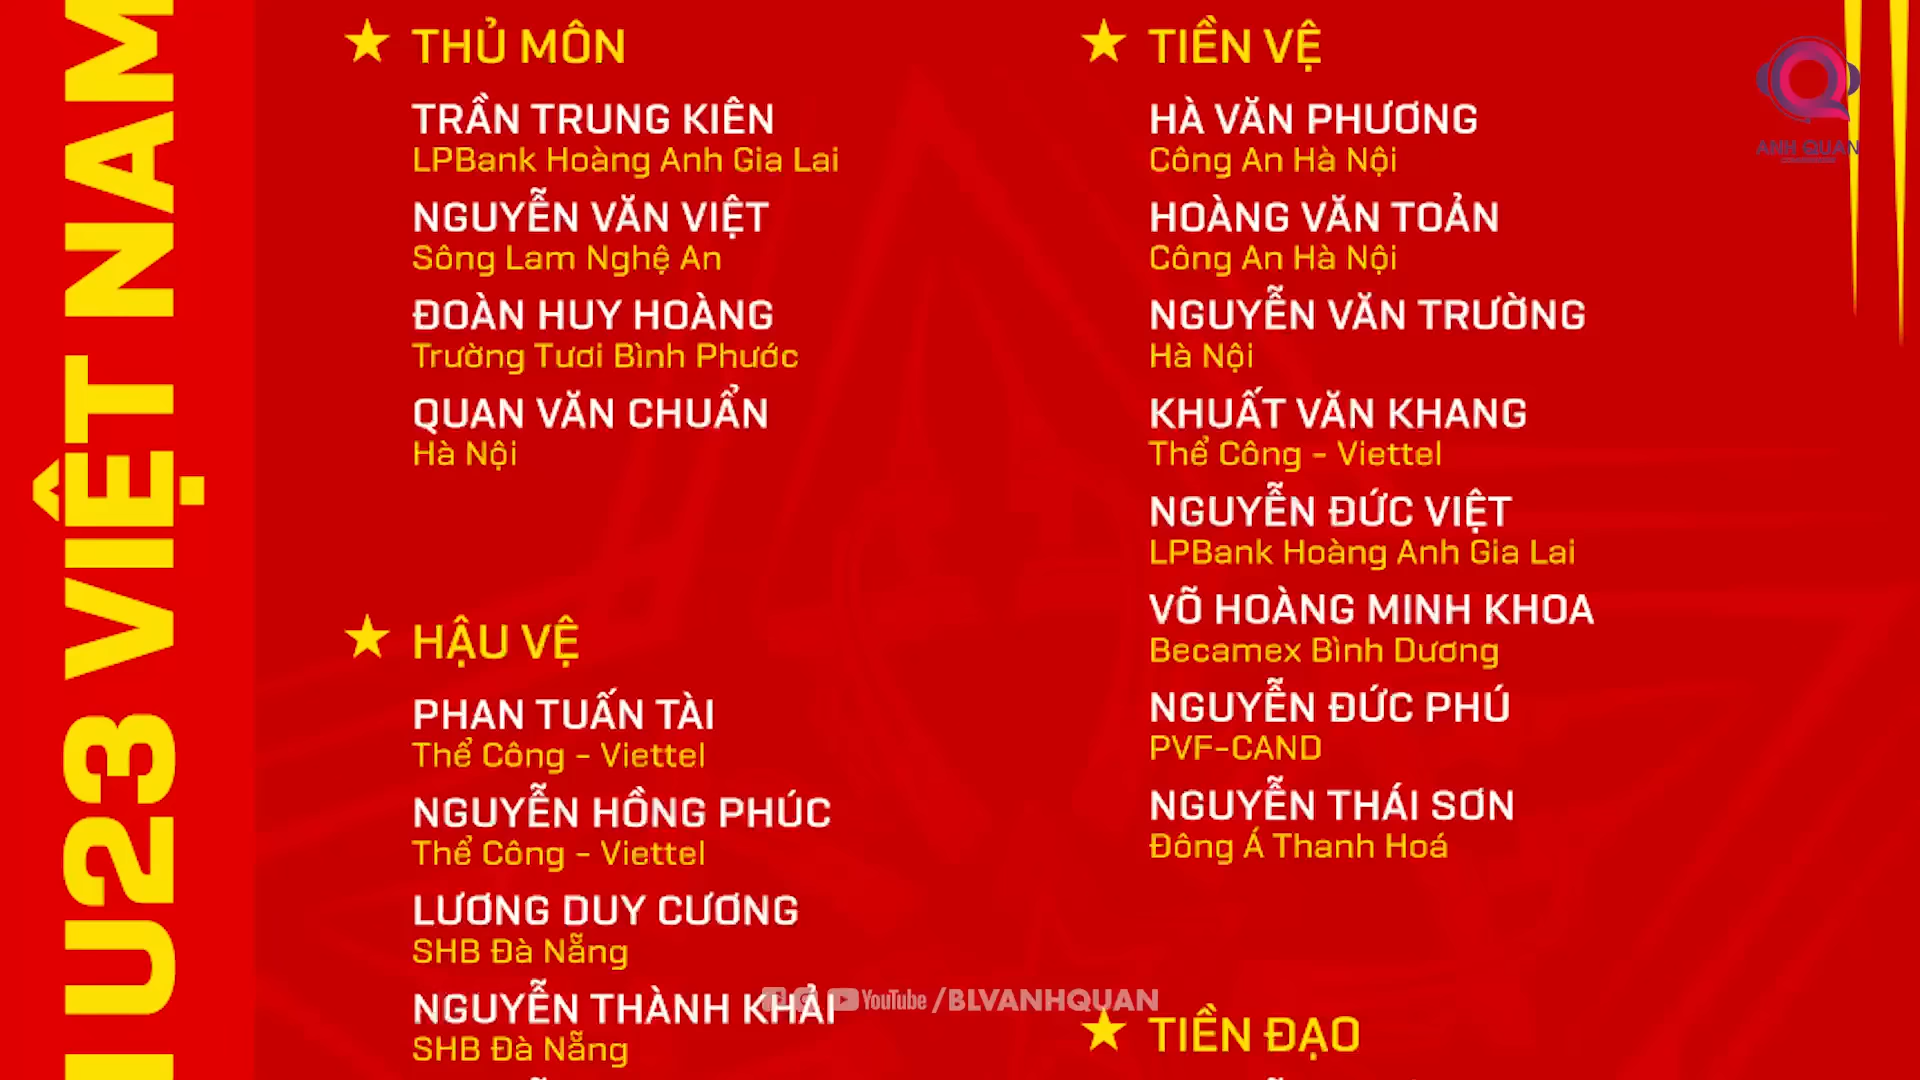 U23 VIỆT NAM
THỦ MÔN
TRẦN TRUNG KIÊN
LPBank Hoàng Anh Gia Lai
NGUYỄN VĂN VIỆT
Sông Lam Nghệ An
ĐOÀN HUY HOÀNG
Trường Tươi Bình Phước
QUAN VĂN CHUẨN
Hà Nội
HẬU VỆ
PHAN TUẤN TÀI
Thể Công - Viettel
NGUYỄN HỒNG PHÚC
Thể Công - Viettel
LƯƠNG DUY CƯƠNG
SHB Đà Nẵng
NGUYỄN THÀNH KHẢI
SHB Đà Nẵng
TIỀN VỆ
HÀ VĂN PHƯƠNG
Công An Hà Nội
HOÀNG VĂN TOẢN
Công An Hà Nội
NGUYỄN VĂN TRƯỜNG
Hà Nội
KHUẤT VĂN KHANG
Thể Công - Viettel
NGUYỄN ĐỨC VIỆT
LPBank Hoàng Anh Gia Lai
VÕ HOÀNG MINH KHOA
Becamex Bình Dương
NGUYỄN ĐỨC PHÚ
PVF-CAND
NGUYỄN THÁI SƠN
Đông Á Thanh Hoá
TIỀN ĐẠO
ANH QUAN
YouTube /BLVANHQUAN